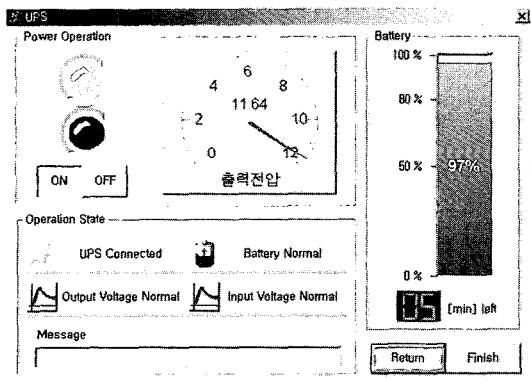 UPS
Power Operation
6
4 8
11.64
2 10
0 12
출력전압
ON OFF
Battery
100 %
80 %
50 %
97%
0 %
05 [min] left
Operation State
UPS Connected Battery Normal
Output Voltage Normal Input Voltage Normal
Message
Return Finish